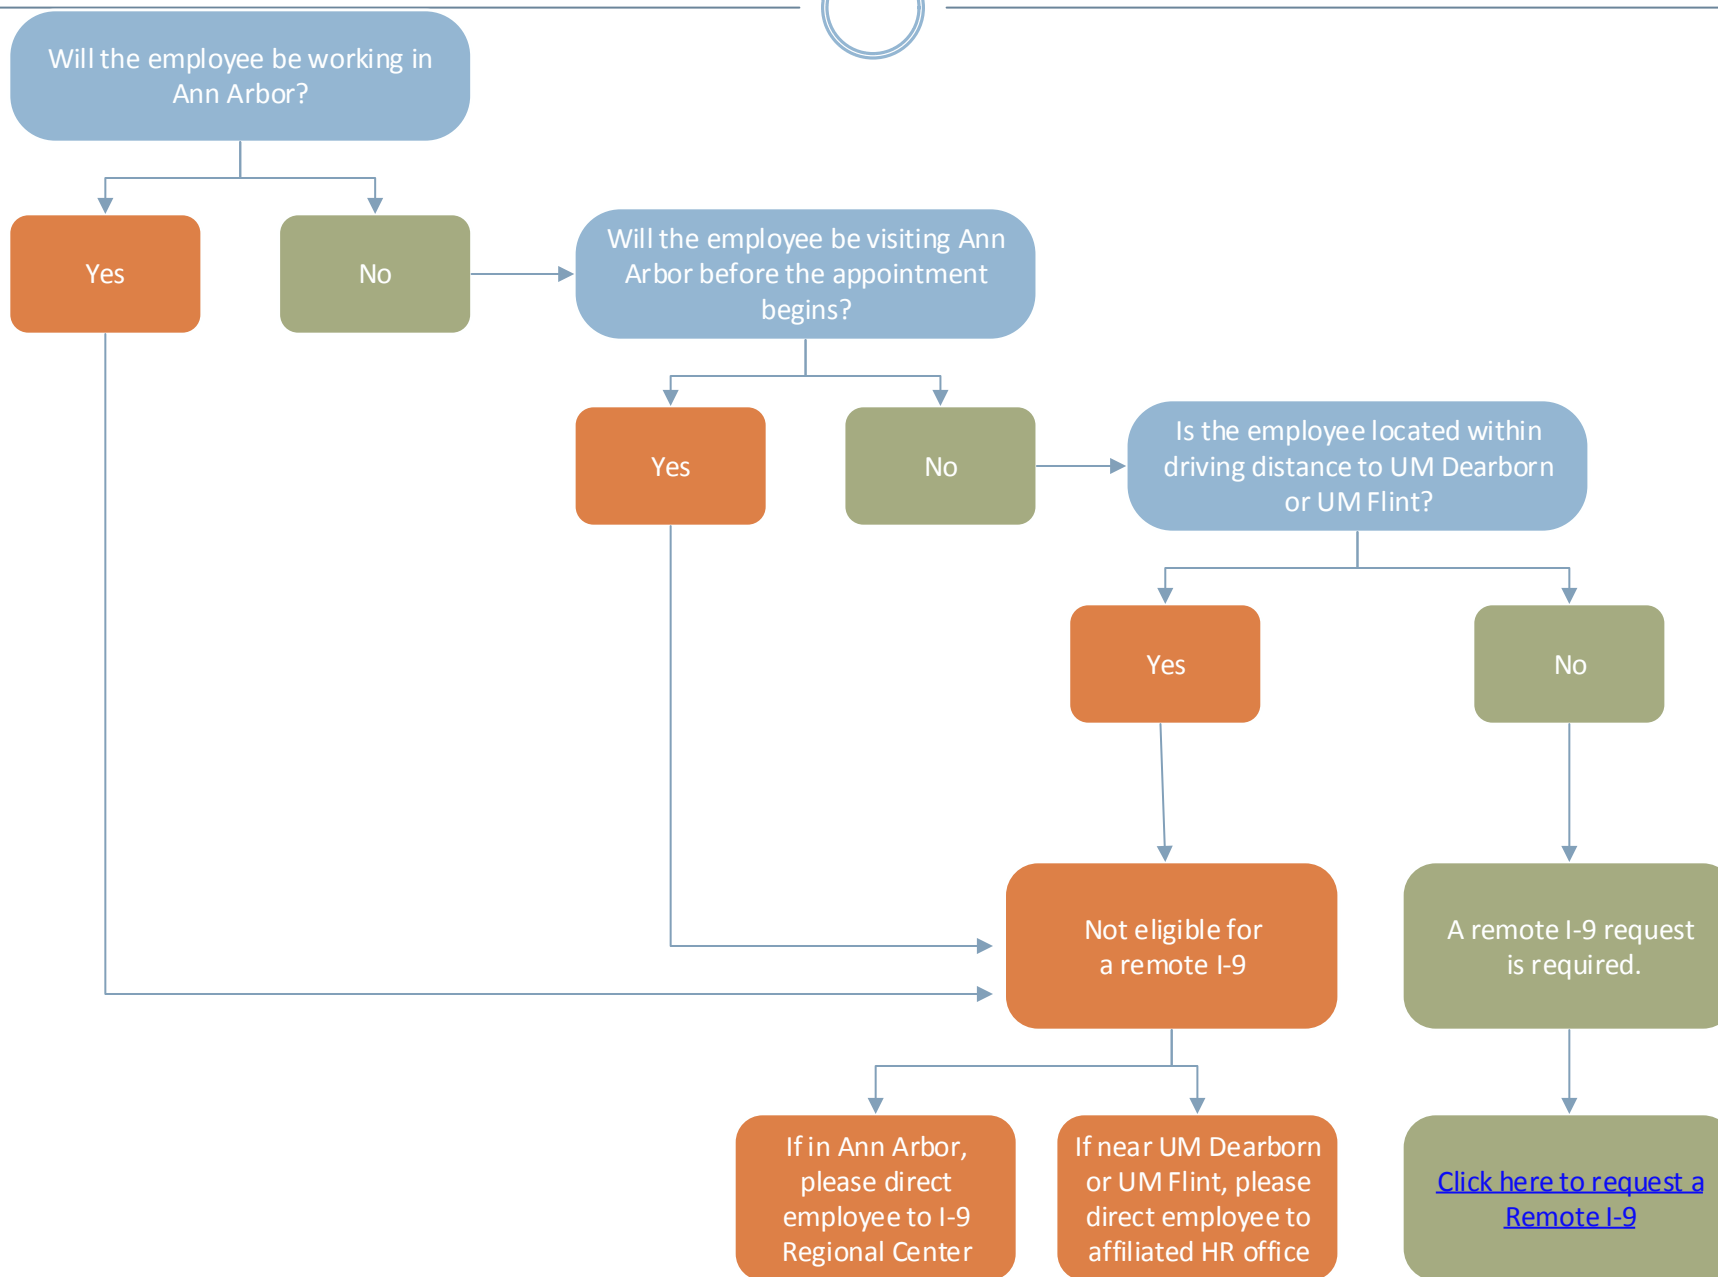 Will the employee be working in
Ann Arbor?
Yes
No
Will the employee be visiting Ann
Arbor before the appointment
begins?
Yes
No
Is the employee located within
driving distance to UM Dearborn
or UM Flint?
Yes
No
Not eligible for
a remote I-9
A remote I-9 request
is required.
If in Ann Arbor,
please direct
employee to I-9
Regional Center
If near UM Dearborn
or UM Flint, please
direct employee to
affiliated HR office
Click here to request a
Remote I-9